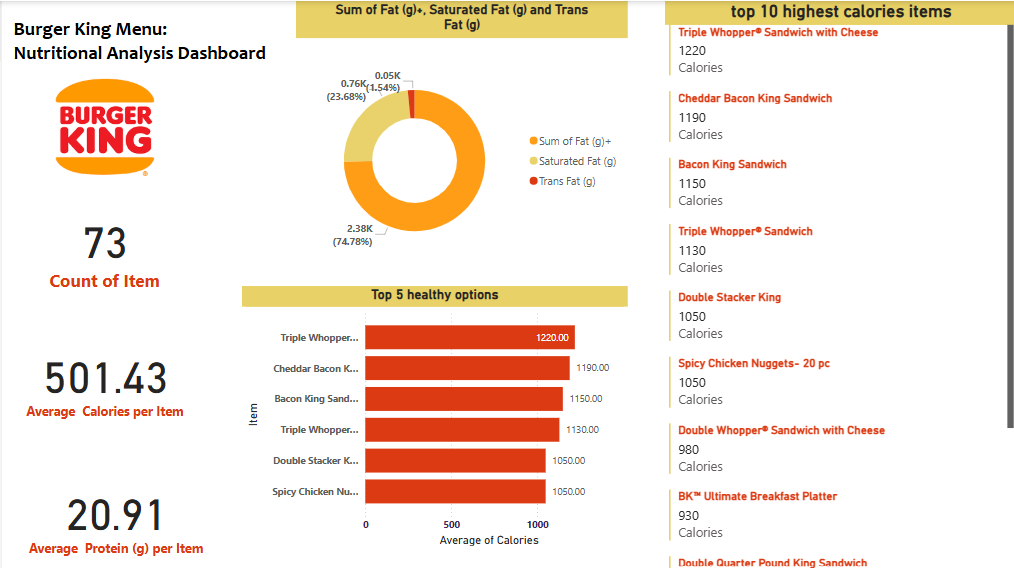 Burger King Menu:
Nutritional Analysis Dashboard
BURGER
KING
73
Count of Item
501.43
Average Calories per Item
20.91
Average Protein (g) per Item
Sum of Fat (g)+, Saturated Fat (g) and Trans
Fat (g)
0.05K
(1.54%)
0.76K
(23.68%)
2.38K
(74.78%)
Sum of Fat (g)+
Saturated Fat (g)
Trans Fat (g)
Top 5 healthy options
Item
Triple Whopper... 1220.00
Cheddar Bacon K... 1190.00
Bacon King Sand... 1150.00
Triple Whopper... 1130.00
Double Stacker K... 1050.00
Spicy Chicken Nu... 1050.00
0 500 1000
Average of Calories
top 10 highest calories items
Triple Whopper® Sandwich with Cheese
1220
Calories
Cheddar Bacon King Sandwich
1190
Calories
Bacon King Sandwich
1150
Calories
Triple Whopper® Sandwich
1130
Calories
Double Stacker King
1050
Calories
Spicy Chicken Nuggets- 20 pc
1050
Calories
Double Whopper® Sandwich with Cheese
980
Calories
BK™ Ultimate Breakfast Platter
930
Calories
Double Quarter Pound King Sandwich